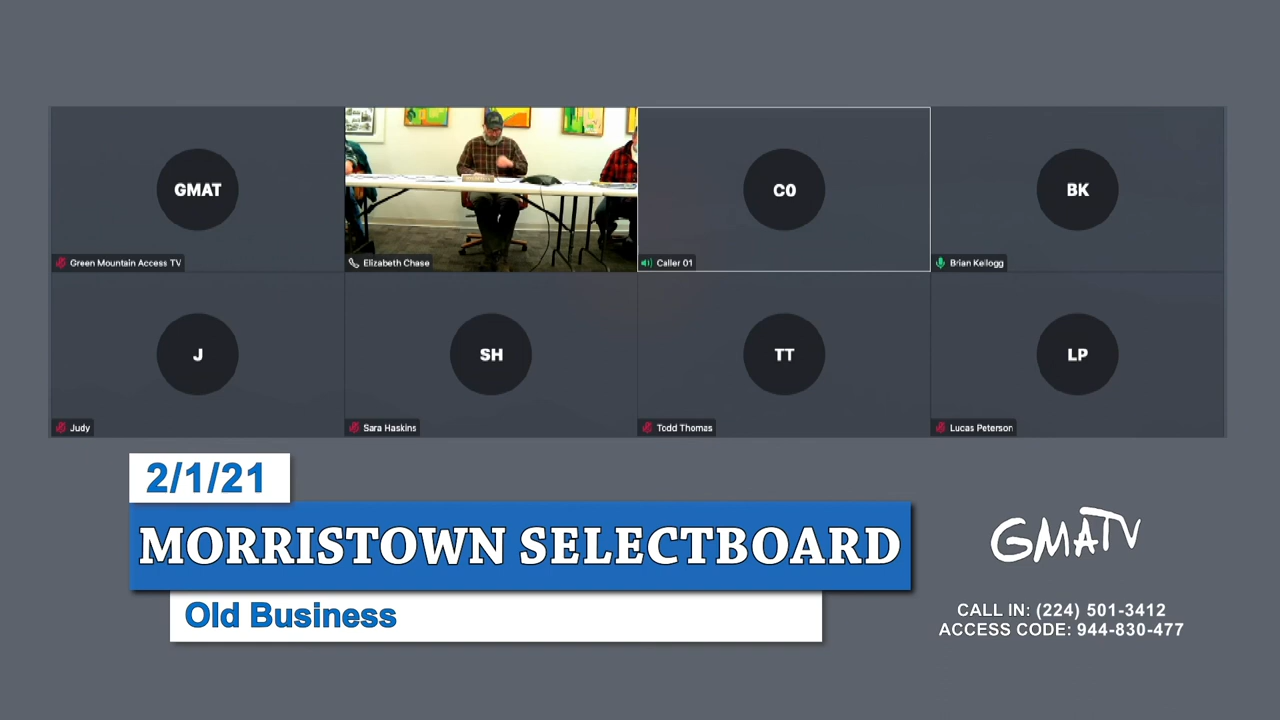 GMAT
C0
BK
Green Mountain Access TV
Elizabeth Chase
Caller 01
Brian Kellogg
J
SH
TT
LP
Judy
Sara Haskins
Todd Thomas
Lucas Peterson
2/1/21
MORRISTOWN SELECTBOARD
Old Business
GMATV
CALL IN: (224) 501-3412
ACCESS CODE: 944-830-477